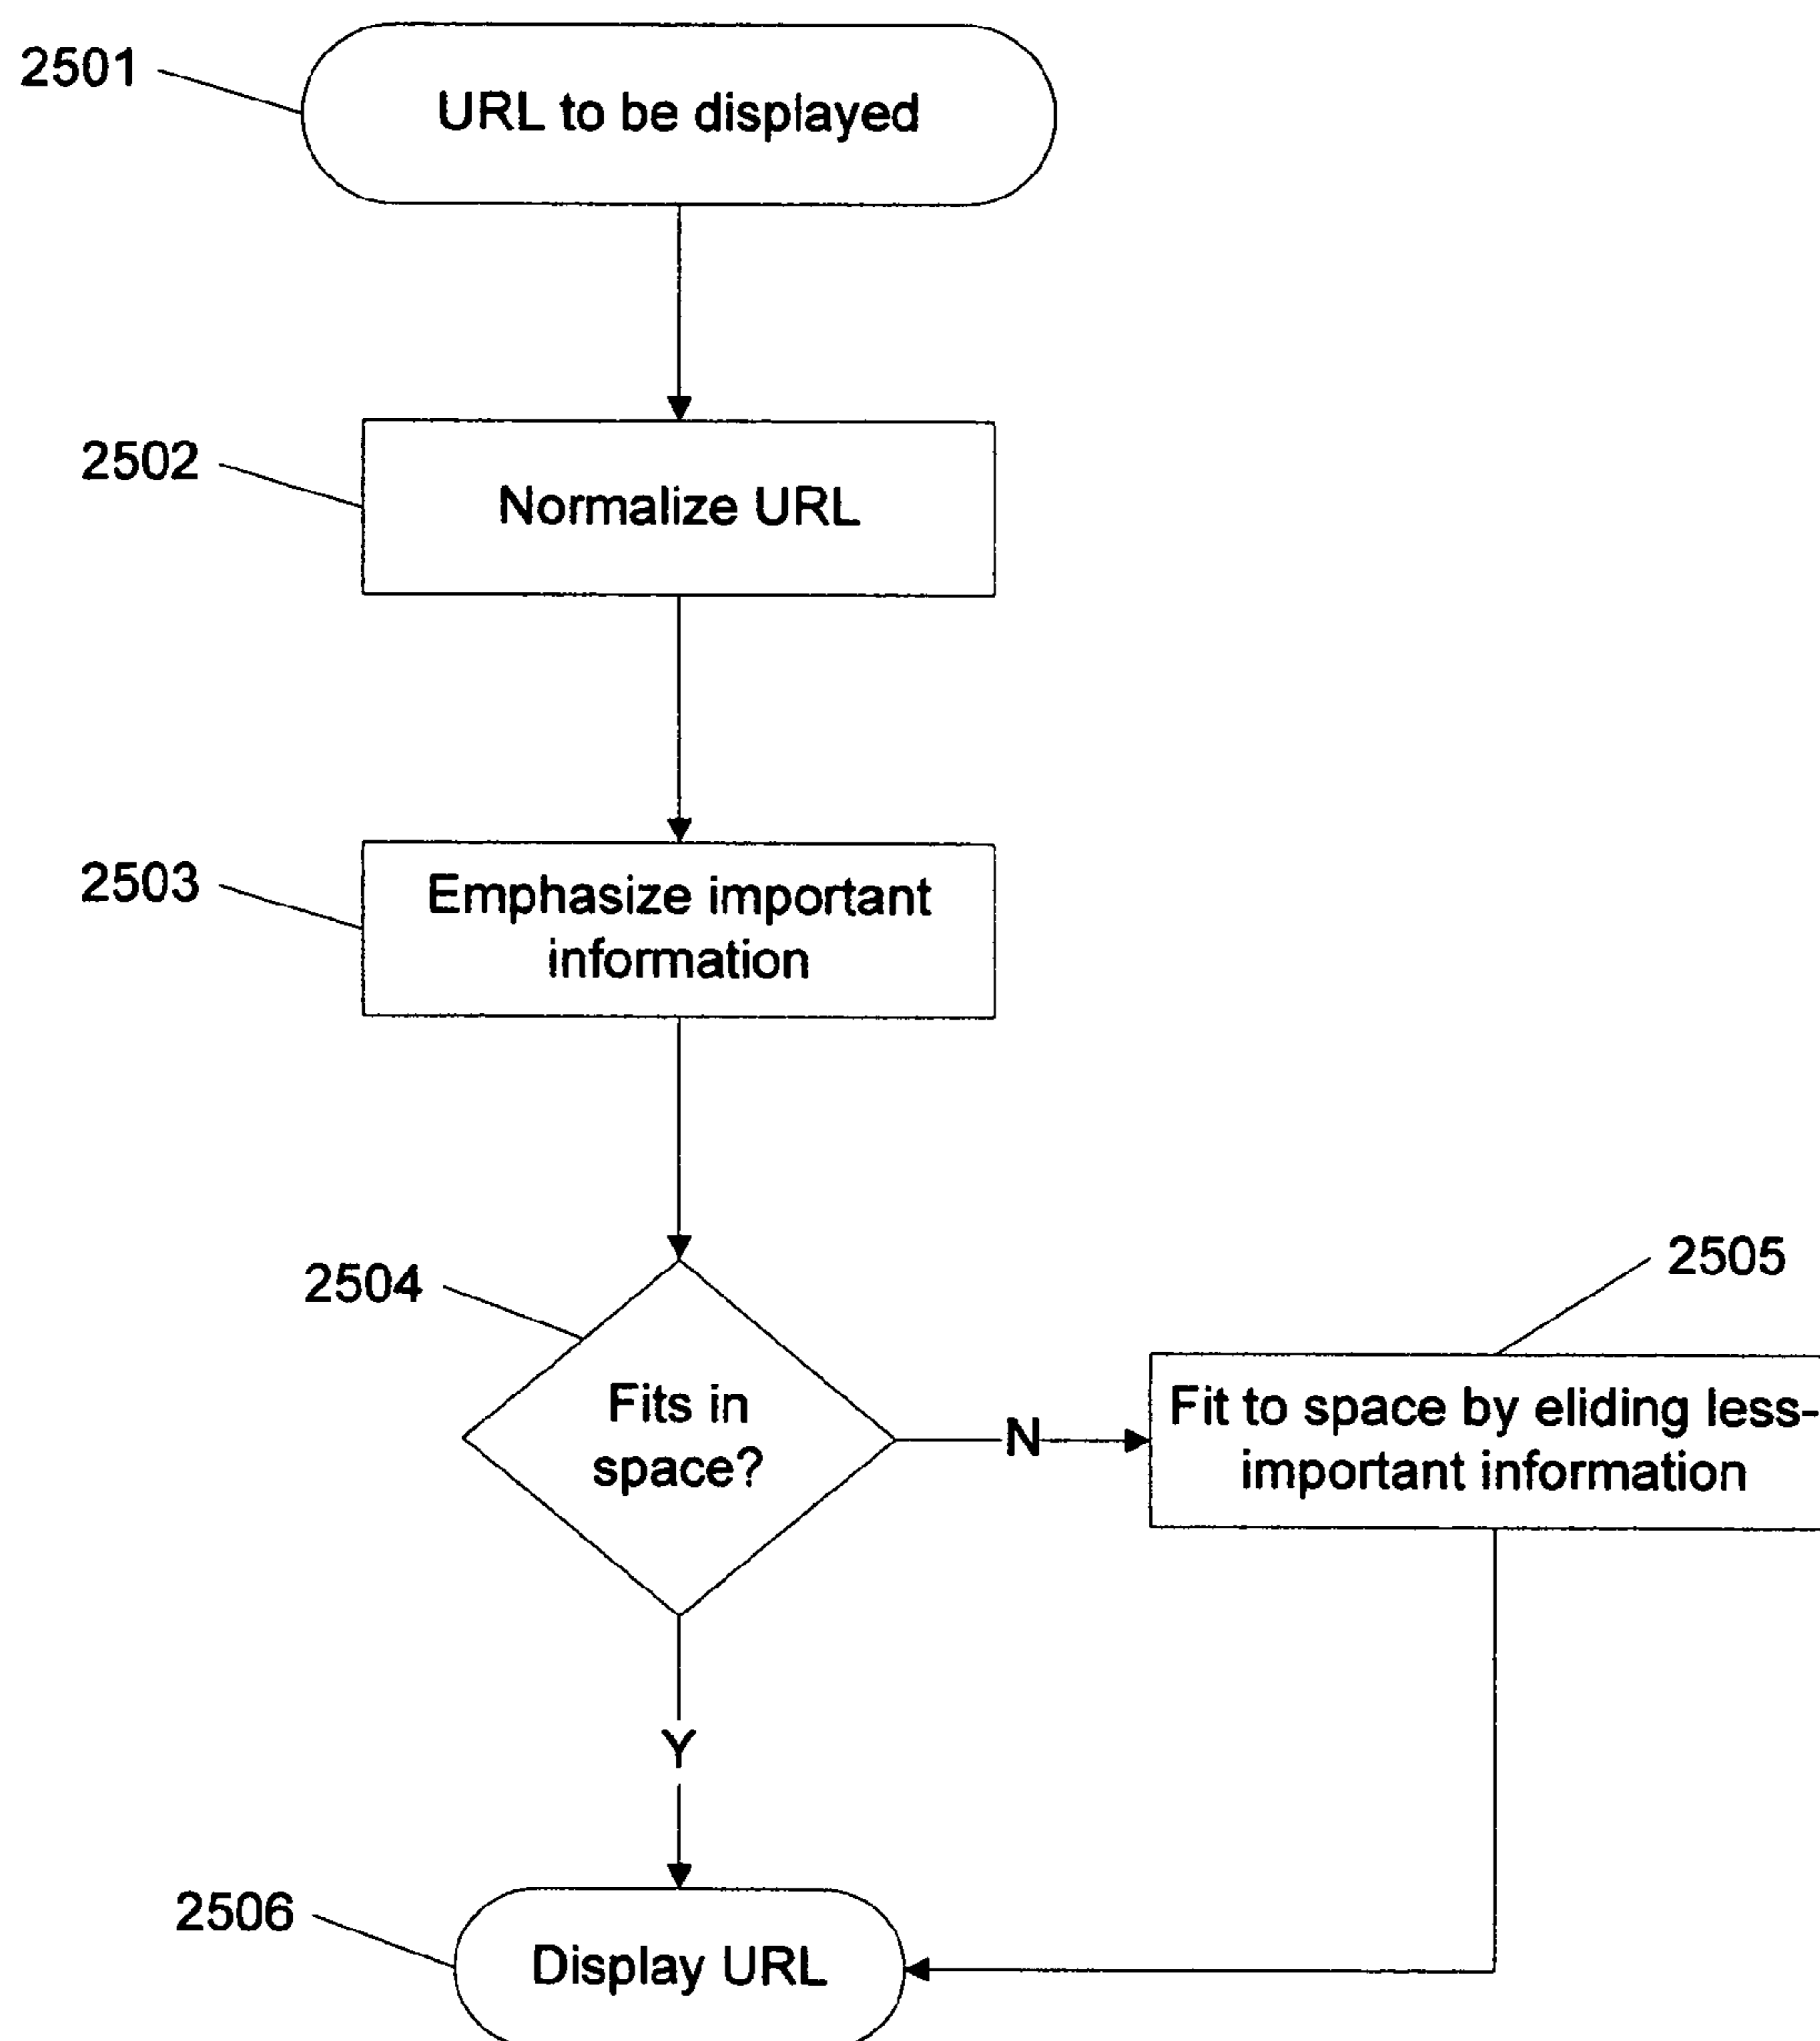 2501
URL to be displayed
2502
Normalize URL
2503
Emphasize important
information
2504
Fits in
space?
N
2505
Fit to space by eliding less-
important information
Y
2506
Display URL